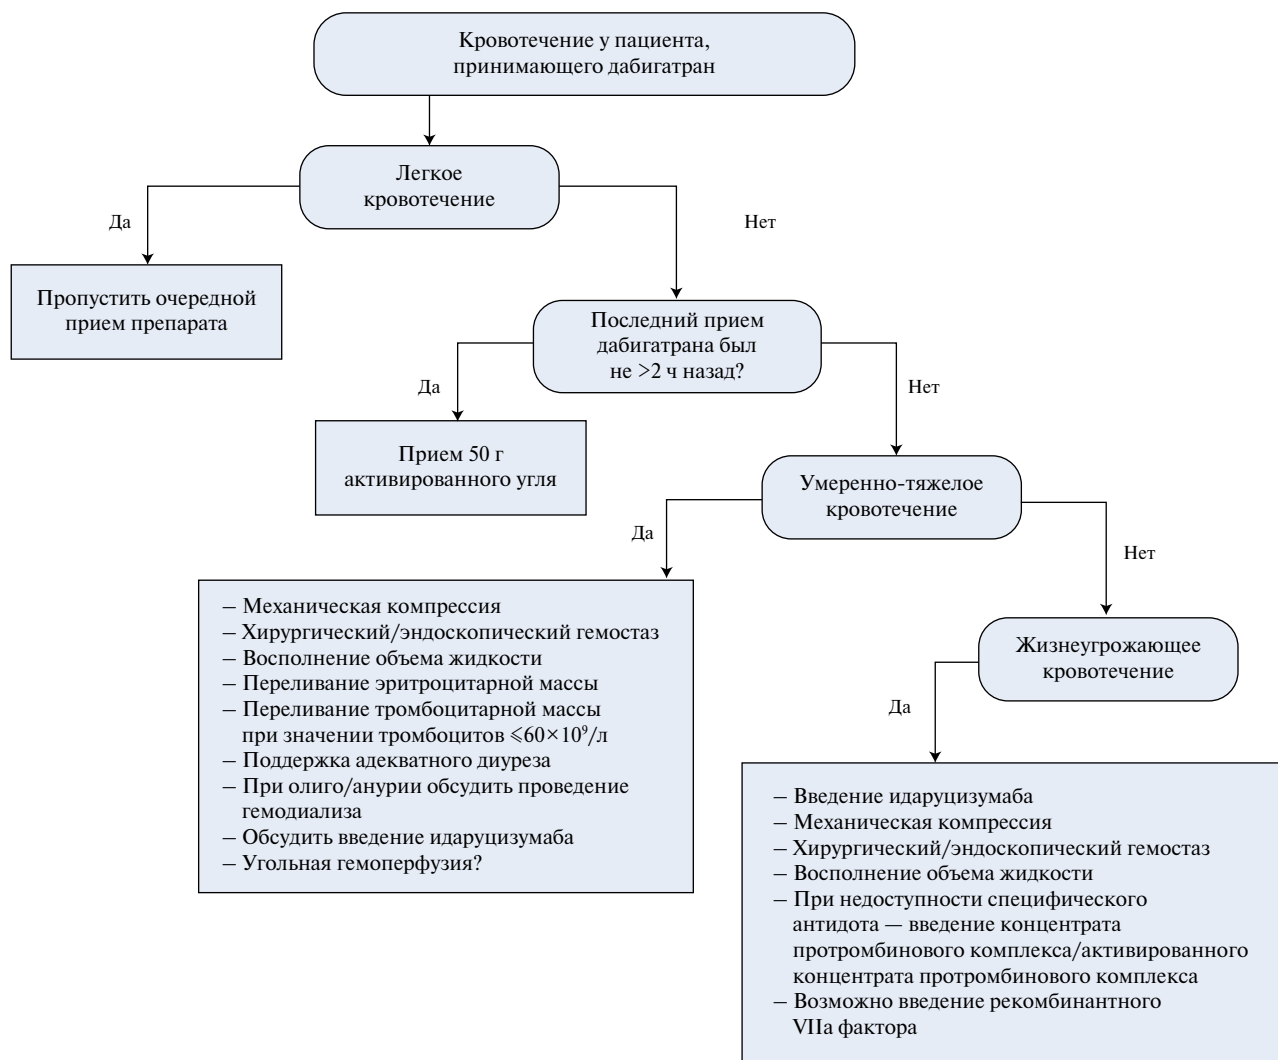 Кровотечение у пациента,
принимающего дабигатран
Легкое
кровотечение
Да
Нет
Пропустить очередной
прием препарата
Последний прием
дабигатрана был
не >2 ч назад?
Да
Нет
Прием 50 г
активированного угля
Умеренно-тяжелое
кровотечение
Да
Нет
– Механическая компрессия
– Хирургический/эндоскопический гемостаз
– Восполнение объема жидкости
– Переливание эритроцитарной массы
– Переливание тромбоцитарной массы
при значении тромбоцитов ⩽60×10⁹/л
– Поддержка адекватного диуреза
– При олиго/анурии обсудить проведение
гемодиализа
– Обсудить введение идаруцизумаба
– Угольная гемоперфузия?
Жизнеугрожающее
кровотечение
Да
– Введение идаруцизумаба
– Механическая компрессия
– Хирургический/эндоскопический гемостаз
– Восполнение объема жидкости
– При недоступности специфического
антидота — введение концентрата
протромбинового комплекса/активированного
концентрата протромбинового комплекса
– Возможно введение рекомбинантного
VIIa фактора